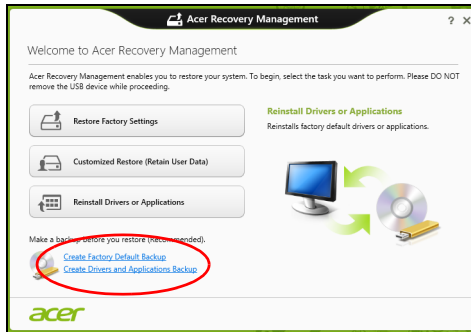 Acer Recovery Management
? X
Welcome to Acer Recovery Management
Acer Recovery Management enables you to restore your system. To begin, select the task you want to perform. Please DO NOT
remove the USB device while proceeding.
Restore Factory Settings
Customized Restore (Retain User Data)
Reinstall Drivers or Applications
Reinstall Drivers or Applications
Reinstalls factory default drivers or applications.
Make a backup before you restore (Recommended).
Create Factory Default Backup
Create Drivers and Applications Backup
acer